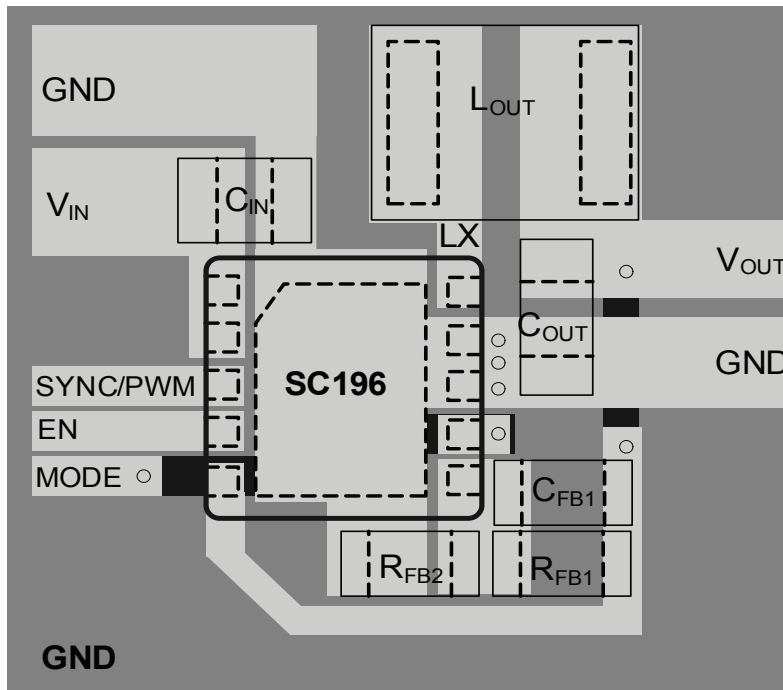 GND
LOUT
VIN
CIN
LX
VOUT
COUT
GND
SYNC/PWM
SC196
EN
MODE
CFB1
RFB2
RFB1
GND